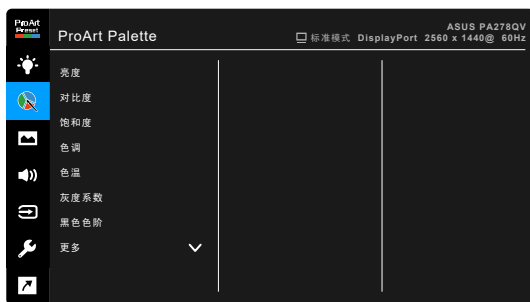 ProArt
Preset
ProArt Palette
ASUS PA278QV
标准模式 DisplayPort 2560 x 1440@ 60Hz
亮度
对比度
饱和度
色调
色温
灰度系数
黑色色阶
更多